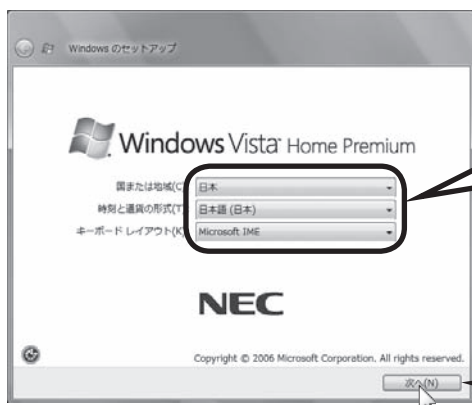 Windows のセットアップ
Windows Vista™ Home Premium
国または地域(C
日本
時刻と通貨の形式(T)
日本語 (日本)
キーボード レイアウト(K)
Microsoft IME
NEC
Copyright © 2006 Microsoft Corporation. All rights reserved.
次へ(N)